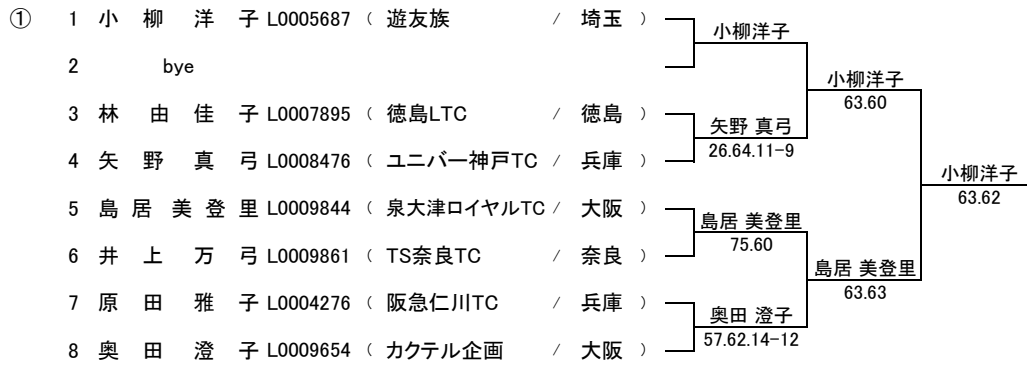 ① 1 小 柳 洋 子 L0005687 ( 遊友族 / 埼玉 )
小柳洋子
2 bye
小柳洋子
63.60
3 林 由 佳 子 L0007895 ( 徳島LTC / 徳島 )
矢野 真弓
26.64.11-9
4 矢 野 真 弓 L0008476 ( ユニバー神戸TC / 兵庫 )
小柳洋子
63.62
5 島 居 美 登 里 L0009844 ( 泉大津ロイヤルTC / 大阪 )
島居 美登里
75.60
6 井 上 万 弓 L0009861 ( TS奈良TC / 奈良 )
島居 美登里
63.63
7 原 田 雅 子 L0004276 ( 阪急仁川TC / 兵庫 )
奥田 澄子
57.62.14-12
8 奥 田 澄 子 L0009654 ( カクテル企画 / 大阪 )